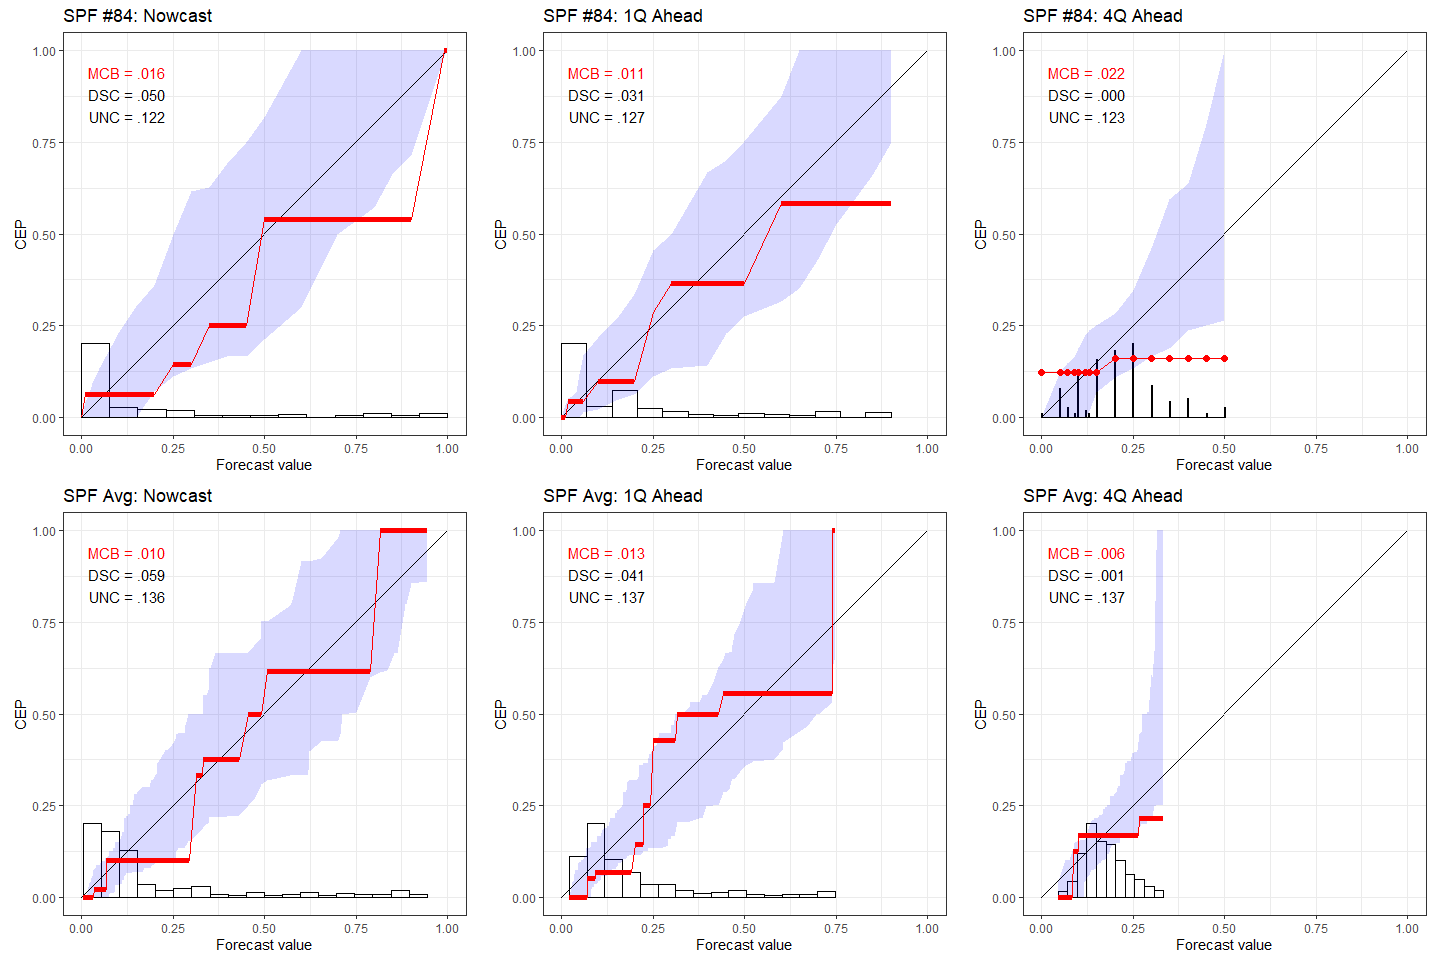 SPF #84: Nowcast
SPF #84: 1Q Ahead
SPF #84: 4Q Ahead
MCB = .016
DSC = .050
UNC = .122
MCB = .011
DSC = .031
UNC = .127
MCB = .022
DSC = .000
UNC = .123
1.00
0.75
0.50
0.25
0.00
CEP
0.00 0.25 0.50 0.75 1.00
Forecast value
1.00
0.75
0.50
0.25
0.00
CEP
0.00 0.25 0.50 0.75 1.00
Forecast value
1.00
0.75
0.50
0.25
0.00
CEP
0.00 0.25 0.50 0.75 1.00
Forecast value
SPF Avg: Nowcast
SPF Avg: 1Q Ahead
SPF Avg: 4Q Ahead
MCB = .010
DSC = .059
UNC = .136
MCB = .013
DSC = .041
UNC = .137
MCB = .006
DSC = .001
UNC = .137
1.00
0.75
0.50
0.25
0.00
CEP
0.00 0.25 0.50 0.75 1.00
Forecast value
1.00
0.75
0.50
0.25
0.00
CEP
0.00 0.25 0.50 0.75 1.00
Forecast value
1.00
0.75
0.50
0.25
0.00
CEP
0.00 0.25 0.50 0.75 1.00
Forecast value